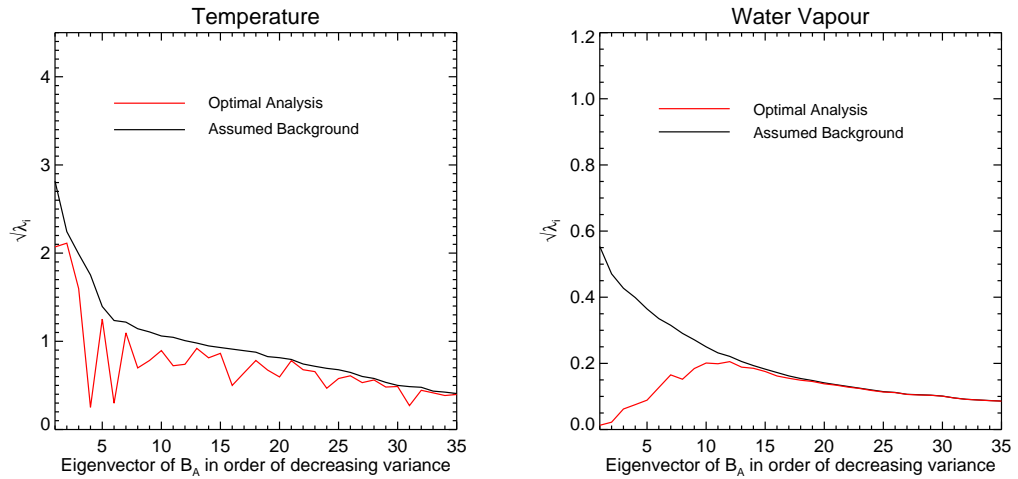 Temperature
4
3
2
1
0
√λi
Optimal Analysis
Assumed Background
5 10 15 20 25 30 35
Eigenvector of BA in order of decreasing variance
Water Vapour
1.2
1.0
0.8
0.6
0.4
0.2
0.0
√λi
Optimal Analysis
Assumed Background
5 10 15 20 25 30 35
Eigenvector of BA in order of decreasing variance